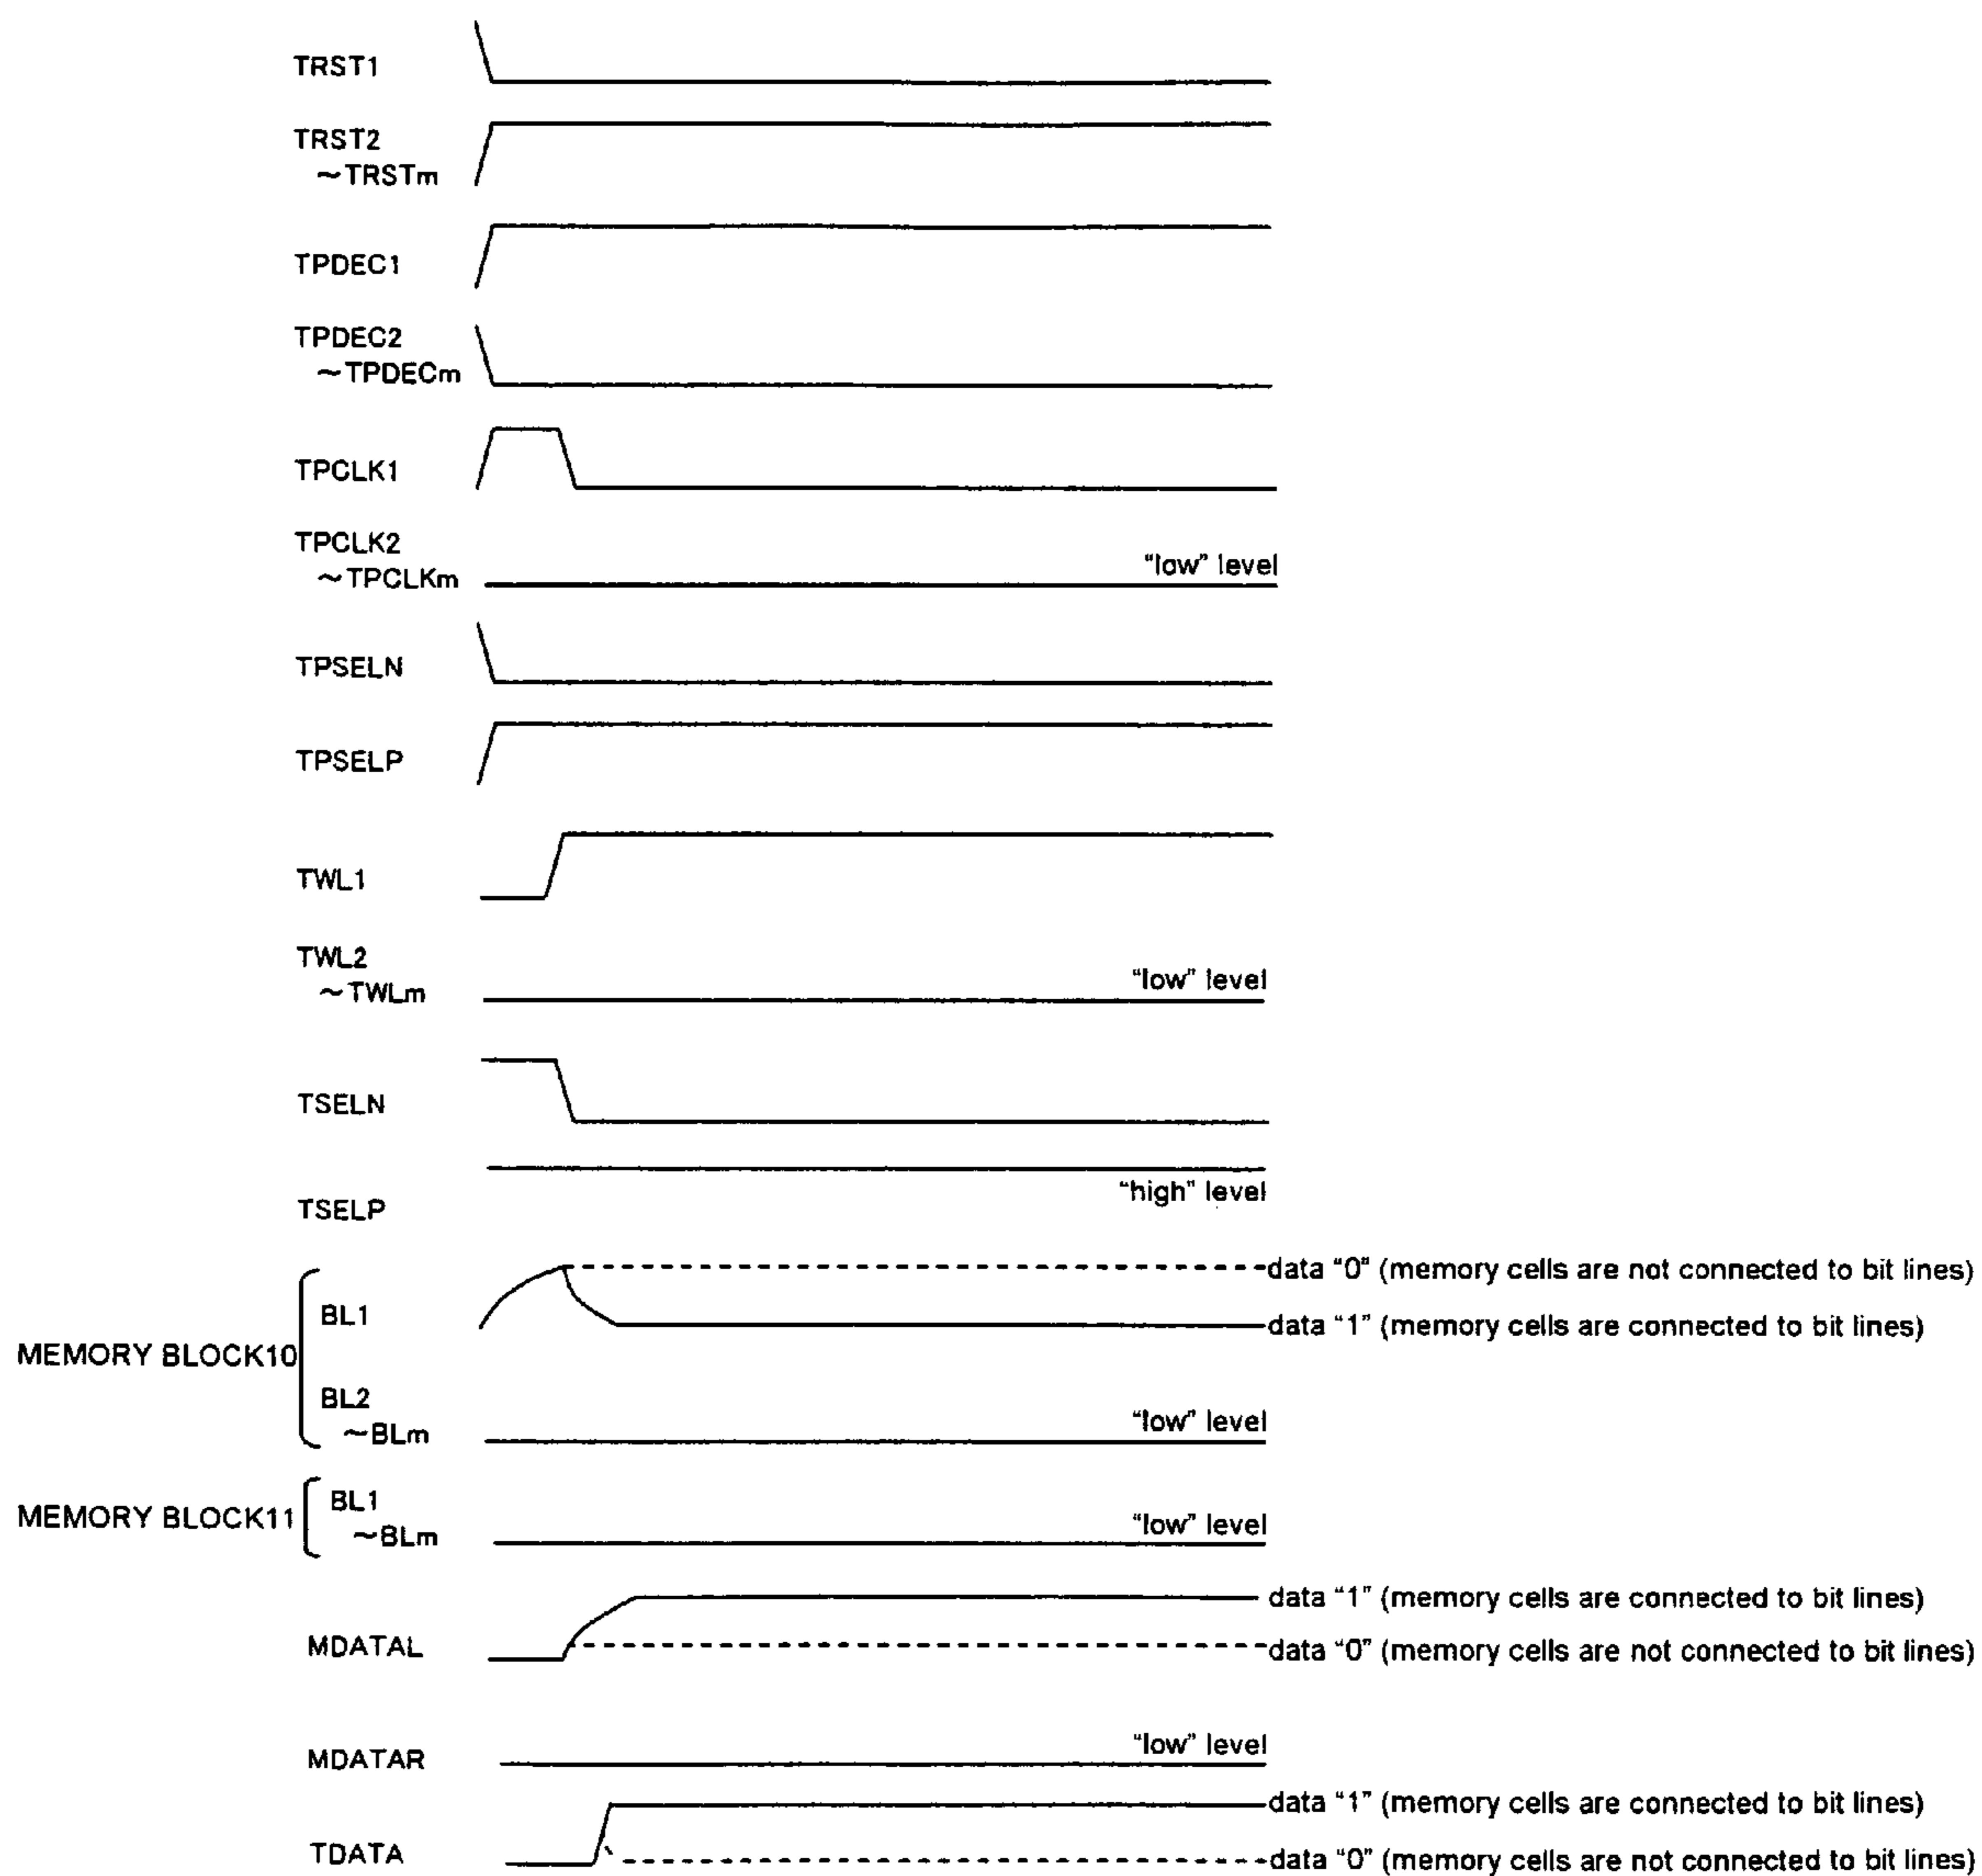 TRST1
TRST2
~TRSTm
TPDEC1
TPDEC2
~TPDECm
TPCLK1
TPCLK2
~TPCLKm
"low" level
TPSELN
TPSELP
TWL1
TWL2
~TWLm
"low" level
TSELN
"high" level
TSELP
data "0" (memory cells are not connected to bit lines)
BL1
data "1" (memory cells are connected to bit lines)
MEMORY BLOCK10
BL2
~BLm
"low" level
MEMORY BLOCK11
BL1
~BLm
"low" level
data "1" (memory cells are connected to bit lines)
MDATAL
data "0" (memory cells are not connected to bit lines)
MDATAR
"low" level
data "1" (memory cells are connected to bit lines)
TDATA
data "0" (memory cells are not connected to bit lines)